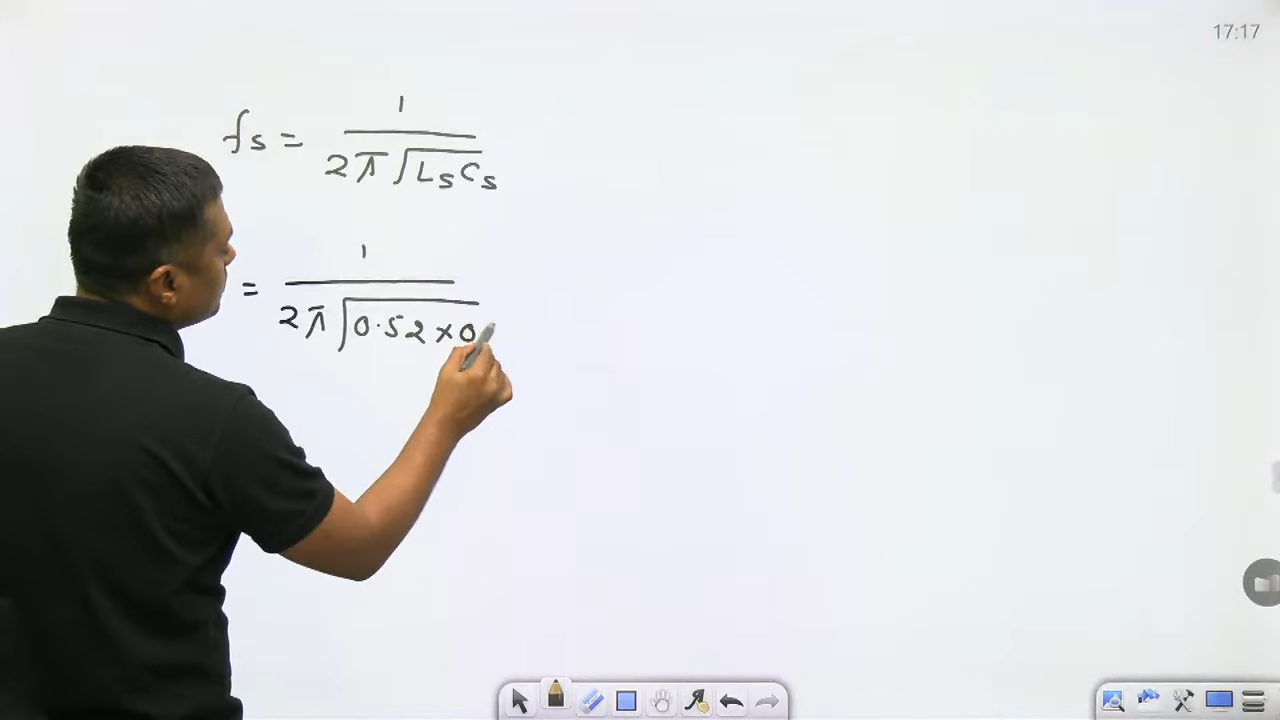 17:17
fs = 1 / 2π√LsCs
= 1 / 2π√0.52×0